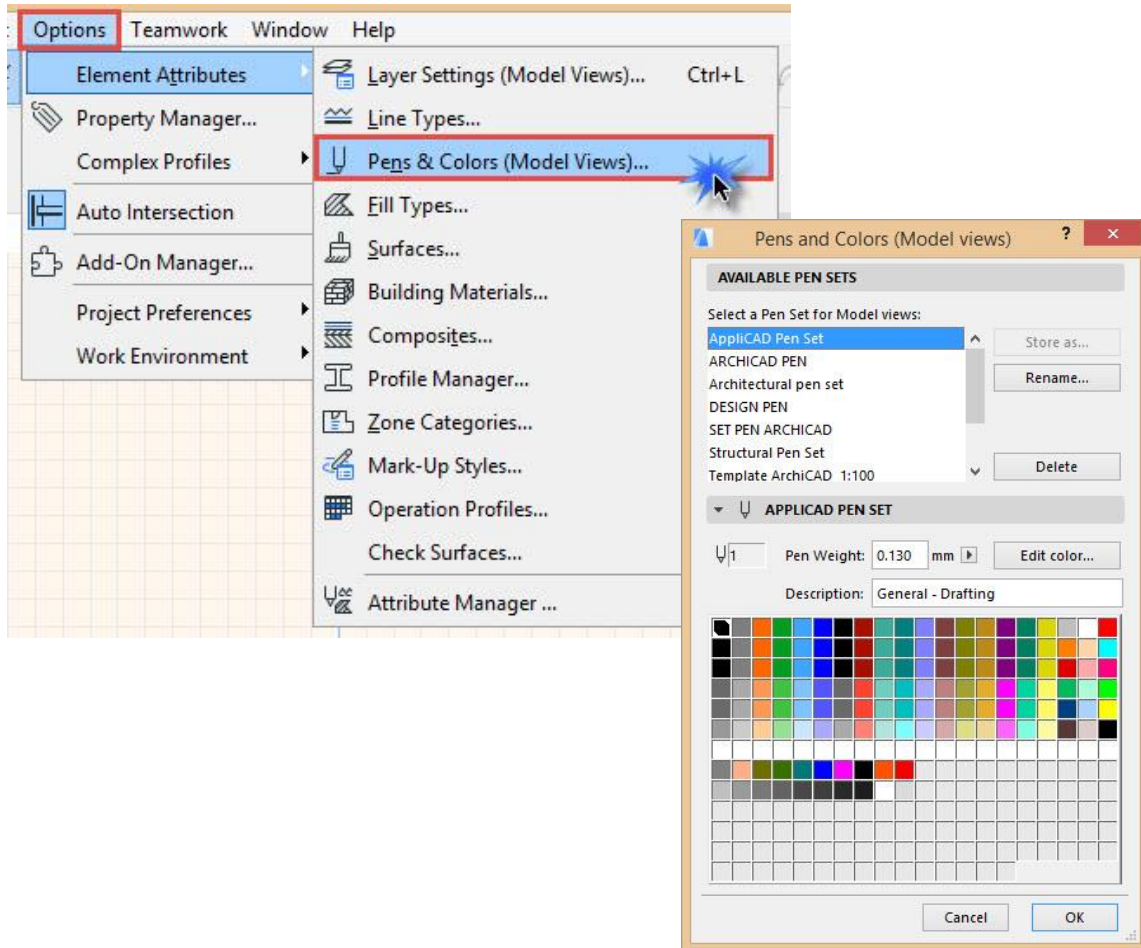 Options Teamwork Window Help
Element Attributes
Property Manager...
Complex Profiles
Auto Intersection
Add-On Manager...
Project Preferences
Work Environment
Layer Settings (Model Views)... Ctrl+L
Line Types...
Pens & Colors (Model Views)...
Fill Types...
Surfaces...
Building Materials...
Composites...
Profile Manager...
Zone Categories...
Mark-Up Styles...
Operation Profiles...
Check Surfaces...
Attribute Manager ...
Pens and Colors (Model views) ?
AVAILABLE PEN SETS
Select a Pen Set for Model views:
AppliCAD Pen Set
ARCHICAD PEN
Architectural pen set
DESIGN PEN
SET PEN ARCHICAD
Structural Pen Set
Template ArchiCAD 1:100
Store as...
Rename...
Delete
APPLICAD PEN SET
1 Pen Weight: 0.130 mm Edit color...
Description: General - Drafting
Cancel OK